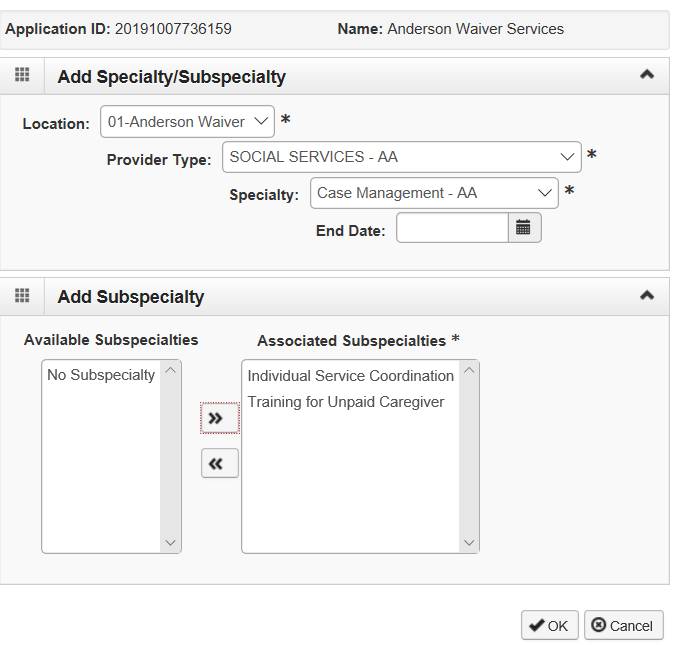 Application ID: 20191007736159 Name: Anderson Waiver Services
Add Specialty/Subspecialty
Location: 01-Anderson Waiver *
Provider Type: SOCIAL SERVICES - AA *
Specialty: Case Management - AA *
End Date:
Add Subspecialty
Available Subspecialties Associated Subspecialties *
No Subspecialty Individual Service Coordination
Training for Unpaid Caregiver
OK Cancel